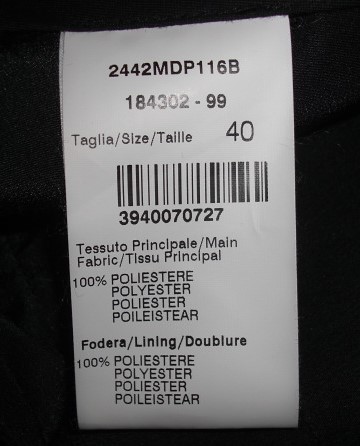 2442MDP116B
184302 - 99
Taglia/Size/Taille 40
3940070727
Tessuto Principale/Main
Fabric/Tissu Principal
100% POLIESTERE
POLYESTER
POLIESTER
POILEISTEAR
Fodera/Lining/Doublure
100% POLIESTERE
POLYESTER
POLIESTER
POILEISTEAR